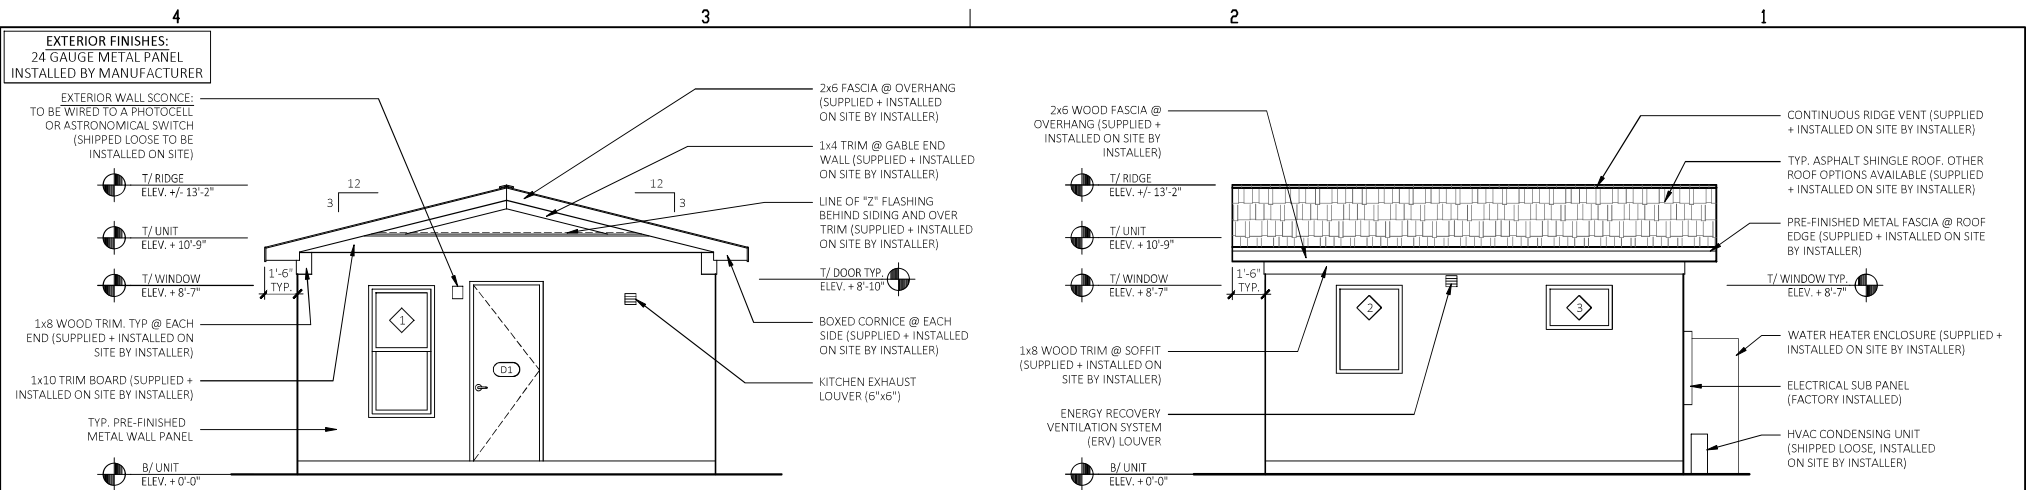 4
3
2
1
EXTERIOR FINISHES:
24 GAUGE METAL PANEL
INSTALLED BY MANUFACTURER
EXTERIOR WALL SCONCE:
TO BE WIRED TO A PHOTOCELL
OR ASTRONOMICAL SWITCH
(SHIPPED LOOSE TO BE
INSTALLED ON SITE)
T/ RIDGE
ELEV. +/- 13'-2"
T/ UNIT
ELEV. + 10'-9"
T/ WINDOW
ELEV. + 8'-7"
1x8 WOOD TRIM. TYP @ EACH
END (SUPPLIED + INSTALLED ON
SITE BY INSTALLER)
1x10 TRIM BOARD (SUPPLIED +
INSTALLED ON SITE BY INSTALLER)
TYP. PRE-FINISHED
METAL WALL PANEL
B/ UNIT
ELEV. + 0'-0"
12
3
12
3
1'-6"
TYP.
1
D1
2x6 FASCIA @ OVERHANG
(SUPPLIED + INSTALLED
ON SITE BY INSTALLER)
1x4 TRIM @ GABLE END
WALL (SUPPLIED + INSTALLED
ON SITE BY INSTALLER)
LINE OF "Z" FLASHING
BEHIND SIDING AND OVER
TRIM (SUPPLIED + INSTALLED
ON SITE BY INSTALLER)
T/ DOOR TYP.
ELEV. + 8'-10"
BOXED CORNICE @ EACH
SIDE (SUPPLIED + INSTALLED
ON SITE BY INSTALLER)
KITCHEN EXHAUST
LOUVER (6"x6")
2x6 WOOD FASCIA @
OVERHANG (SUPPLIED +
INSTALLED ON SITE BY
INSTALLER)
T/ RIDGE
ELEV. +/- 13'-2"
T/ UNIT
ELEV. + 10'-9"
T/ WINDOW
ELEV. + 8'-7"
1x8 WOOD TRIM @ SOFFIT
(SUPPLIED + INSTALLED ON
SITE BY INSTALLER)
ENERGY RECOVERY
VENTILATION SYSTEM
(ERV) LOUVER
B/ UNIT
ELEV. + 0'-0"
1'-6"
TYP.
2
3
CONTINUOUS RIDGE VENT (SUPPLIED
+ INSTALLED ON SITE BY INSTALLER)
TYP. ASPHALT SHINGLE ROOF. OTHER
ROOF OPTIONS AVAILABLE (SUPPLIED
+ INSTALLED ON SITE BY INSTALLER)
PRE-FINISHED METAL FASCIA @ ROOF
EDGE (SUPPLIED + INSTALLED ON SITE
BY INSTALLER)
T/ WINDOW TYP.
ELEV. + 8'-7"
WATER HEATER ENCLOSURE (SUPPLIED +
INSTALLED ON SITE BY INSTALLER)
ELECTRICAL SUB PANEL
(FACTORY INSTALLED)
HVAC CONDENSING UNIT
(SHIPPED LOOSE, INSTALLED
ON SITE BY INSTALLER)